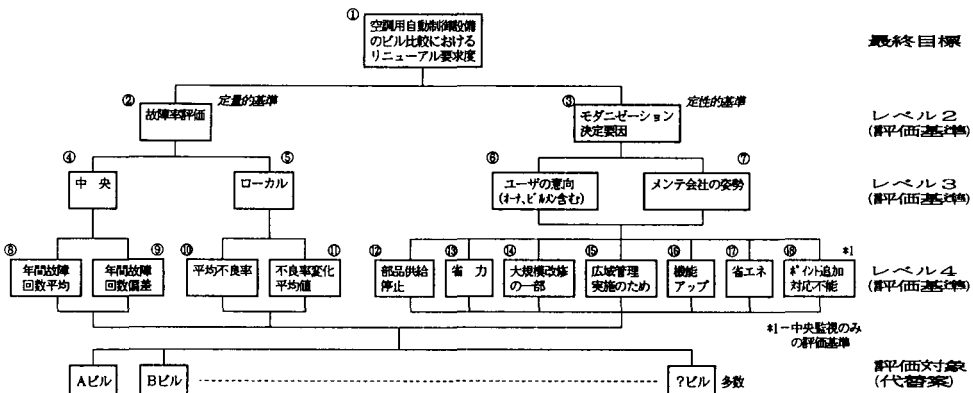 ①
空調用自動制御設備
のビル比較における
リニューアル要求度
最終目標
②
定量的基準
故障率評価
③
定性的基準
モダニゼーション
決定要因
レベル2
(評価基準)
④
中 央
⑤
ローカル
⑥
ユーザの意向
(オーナ、ビルメン含む)
⑦
メンテ会社の姿勢
レベル3
(評価基準)
⑧
年間故障
回数平均
⑨
年間故障
回数偏差
⑩
平均不良率
⑪
不良率変化
平均値
⑫
部品供給
停止
⑬
省 力
⑭
大規模改修
の一部
⑮
広域管理
実施のため
⑯
機能
アップ
⑰
省エネ
⑱
*1
ポイント追加
対応不能
レベル4
(評価基準)
*1-中央監視のみ
の評価基準
Aビル
Bビル
?ビル
多数
評価対象
(代替案)